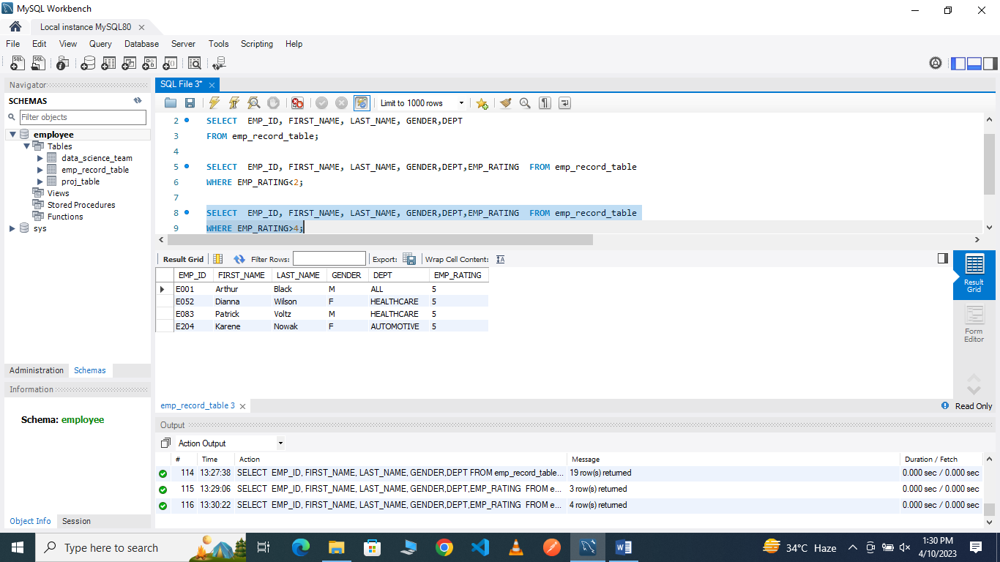 MySQL Workbench
Local instance MySQL80
File Edit View Query Database Server Tools Scripting Help
Navigator
SCHEMAS
Filter objects
employee
Tables
data_science_team
emp_record_table
proj_table
Views
Stored Procedures
Functions
sys
Administration Schemas
Information
Schema: employee
Object Info Session
SQL File 3*
Limit to 1000 rows
2 SELECT EMP_ID, FIRST_NAME, LAST_NAME, GENDER,DEPT
3 FROM emp_record_table;
4
5 SELECT EMP_ID, FIRST_NAME, LAST_NAME, GENDER,DEPT,EMP_RATING FROM emp_record_table
6 WHERE EMP_RATING<2;
7
8 SELECT EMP_ID, FIRST_NAME, LAST_NAME, GENDER,DEPT,EMP_RATING FROM emp_record_table
9 WHERE EMP_RATING>4;
Result Grid Filter Rows: Export: Wrap Cell Content:
EMP_ID FIRST_NAME LAST_NAME GENDER DEPT EMP_RATING
E001 Arthur Black M ALL 5
E052 Dianna Wilson F HEALTHCARE 5
E083 Patrick Voltz M HEALTHCARE 5
E204 Karene Nowak F AUTOMOTIVE 5
Result
Grid
Form
Editor
emp_record_table 3
Read Only
Output
Action Output
# Time Action Message Duration / Fetch
114 13:27:38 SELECT EMP_ID, FIRST_NAME, LAST_NAME, GENDER,DEPT FROM emp_record_table... 19 row(s) returned 0.000 sec / 0.000 sec
115 13:29:06 SELECT EMP_ID, FIRST_NAME, LAST_NAME, GENDER,DEPT,EMP_RATING FROM e... 3 row(s) returned 0.000 sec / 0.000 sec
116 13:30:22 SELECT EMP_ID, FIRST_NAME, LAST_NAME, GENDER,DEPT,EMP_RATING FROM e... 4 row(s) returned 0.000 sec / 0.000 sec
Type here to search
34°C Haze
1:30 PM
4/10/2023